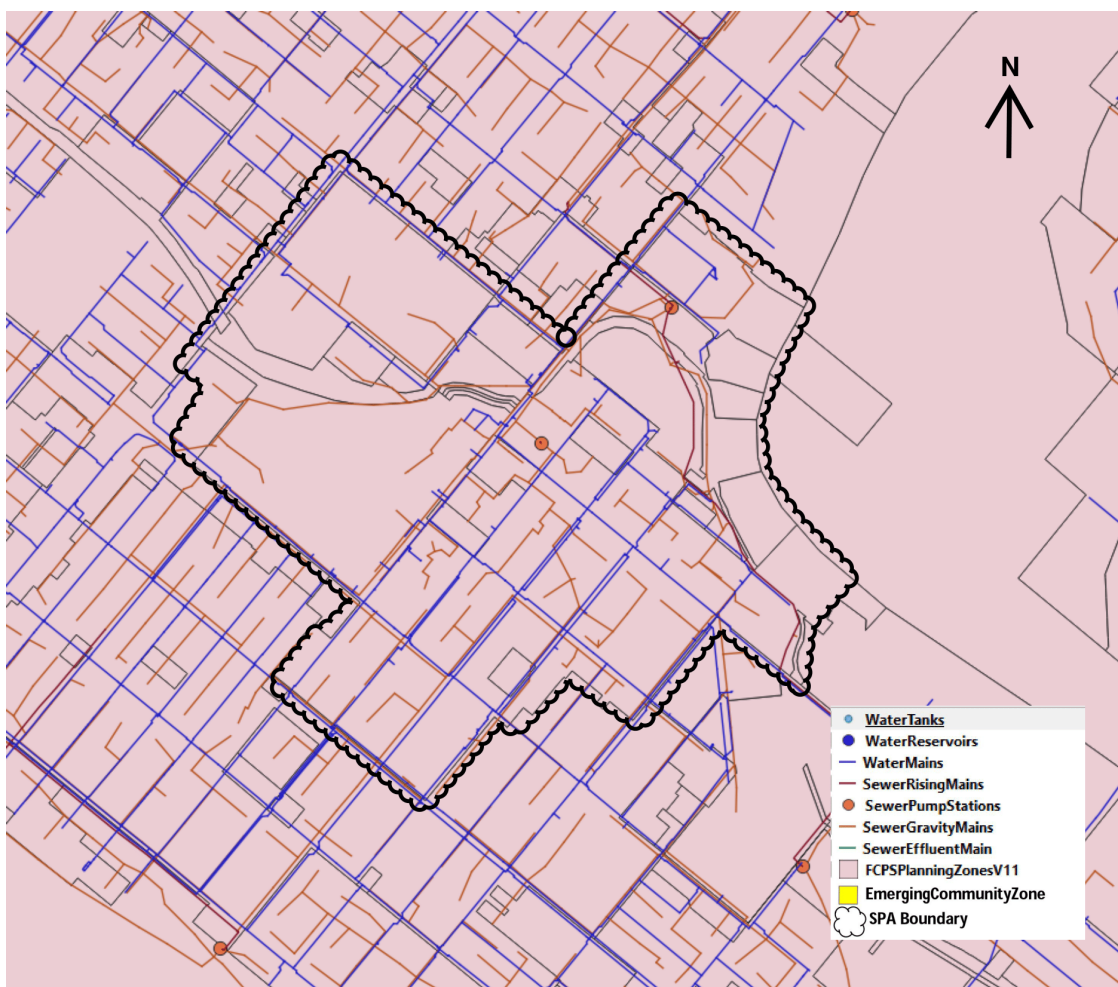 N
WaterTanks
WaterReservoirs
WaterMains
SewerRisingMains
SewerPumpStations
SewerGravityMains
SewerEffluentMain
FCPSPlanningZonesV11
EmergingCommunityZone
SPA Boundary